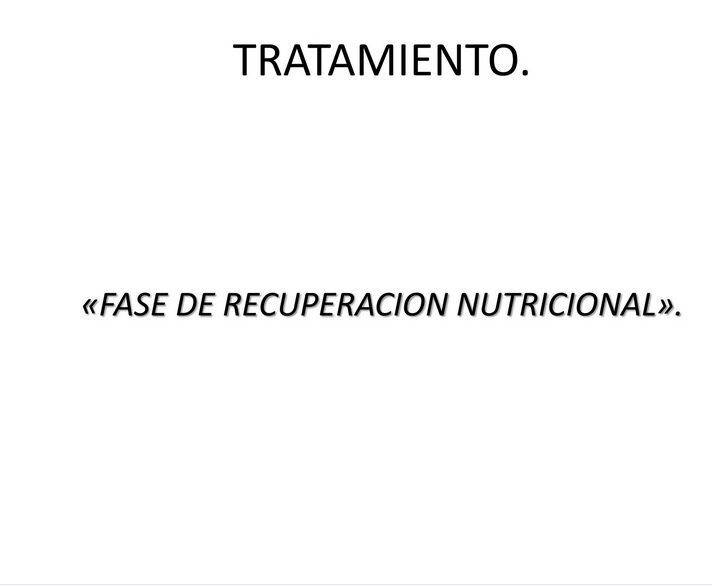 TRATAMIENTO.
«FASE DE RECUPERACION NUTRICIONAL».